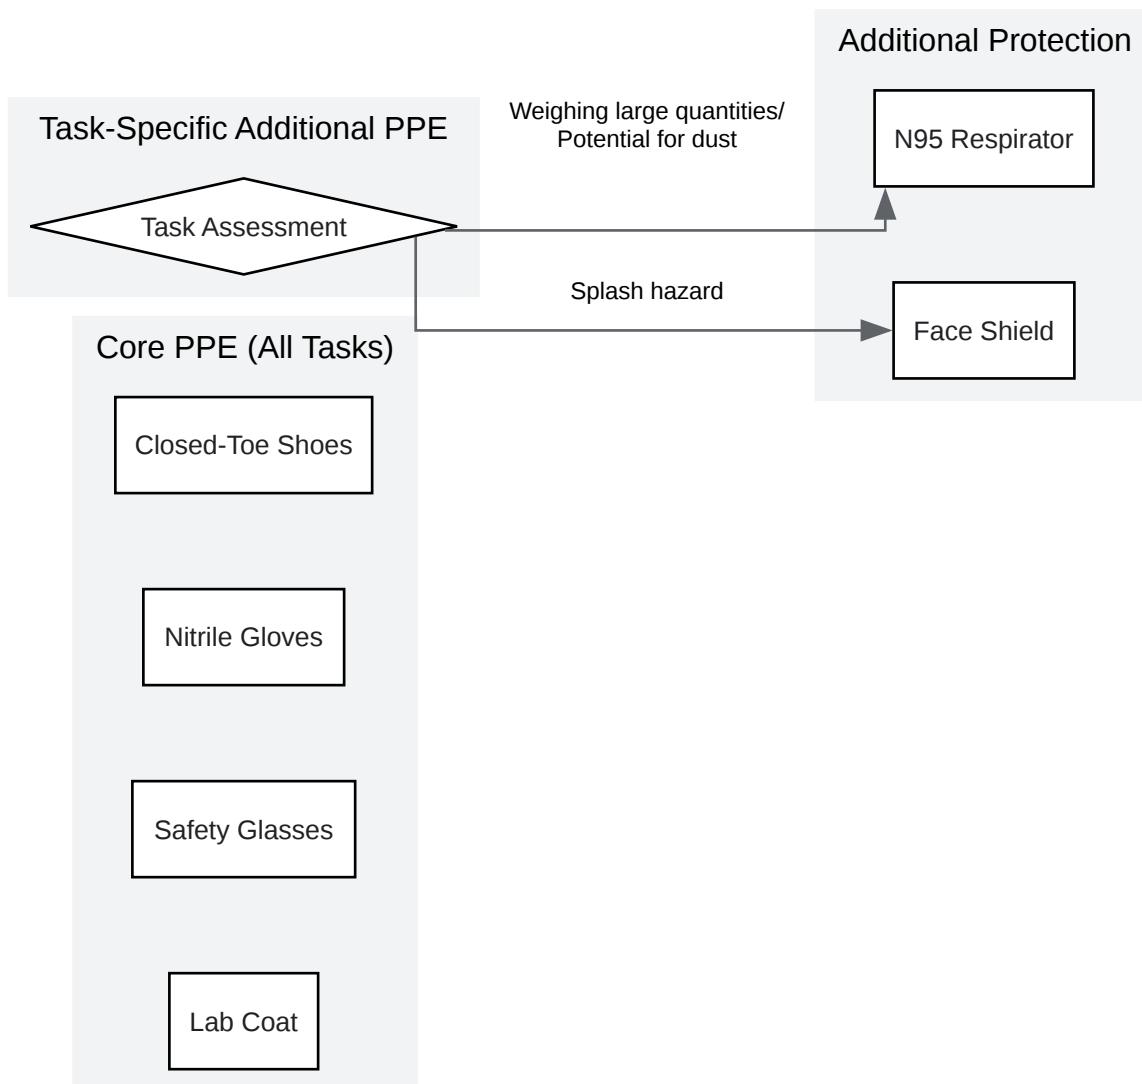 Additional Protection
Weighing large quantities/
Potential for dust
N95 Respirator
Task-Specific Additional PPE
Task Assessment
Splash hazard
Face Shield
Core PPE (All Tasks)
Closed-Toe Shoes
Nitrile Gloves
Safety Glasses
Lab Coat